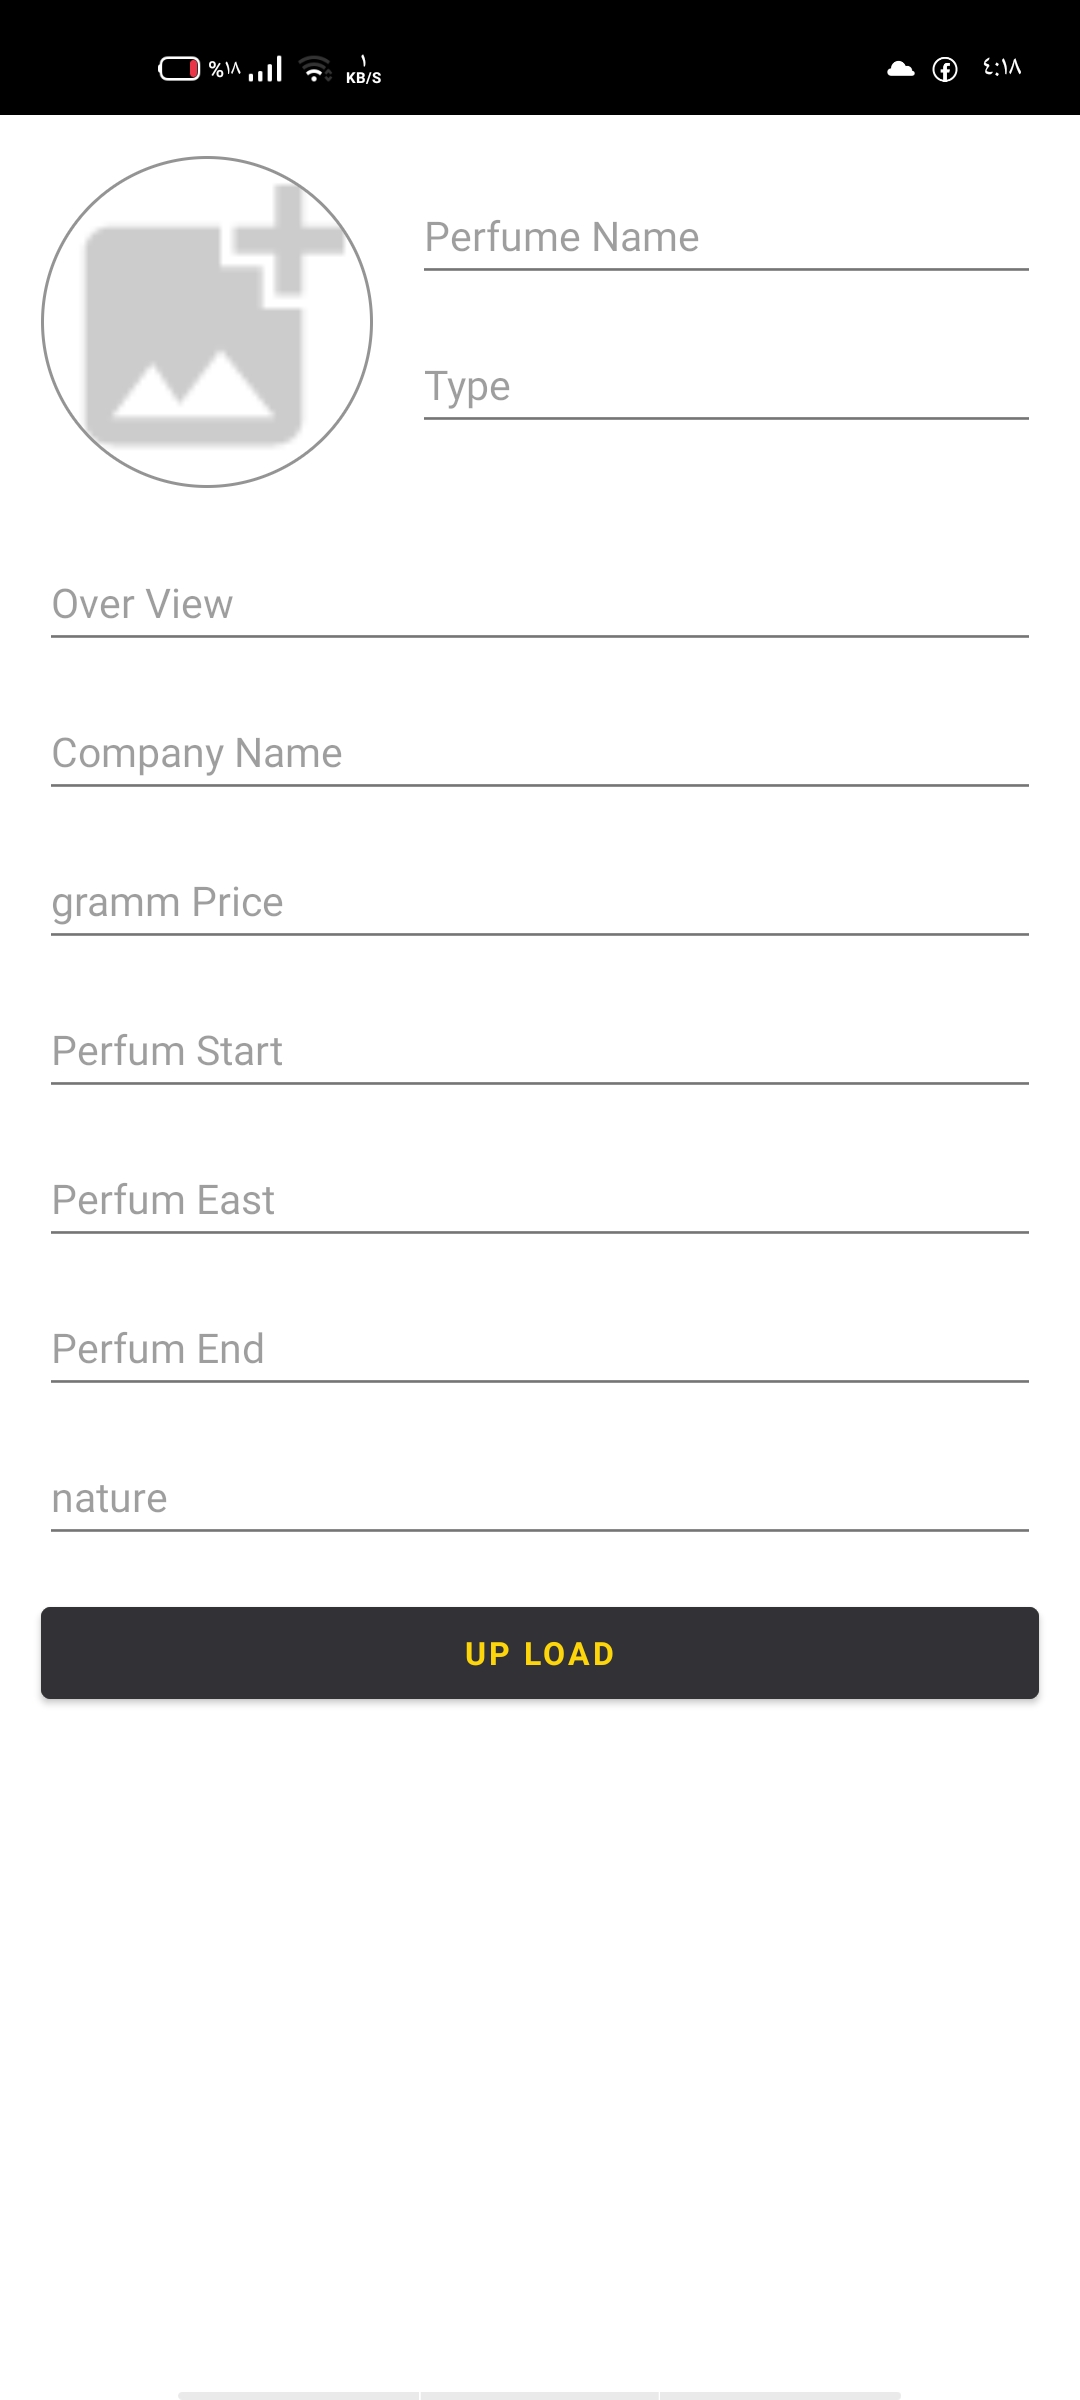 %١٨ ١ KB/S ٤:١٨
Perfume Name
Type
Over View
Company Name
gramm Price
Perfum Start
Perfum East
Perfum End
nature
UP LOAD